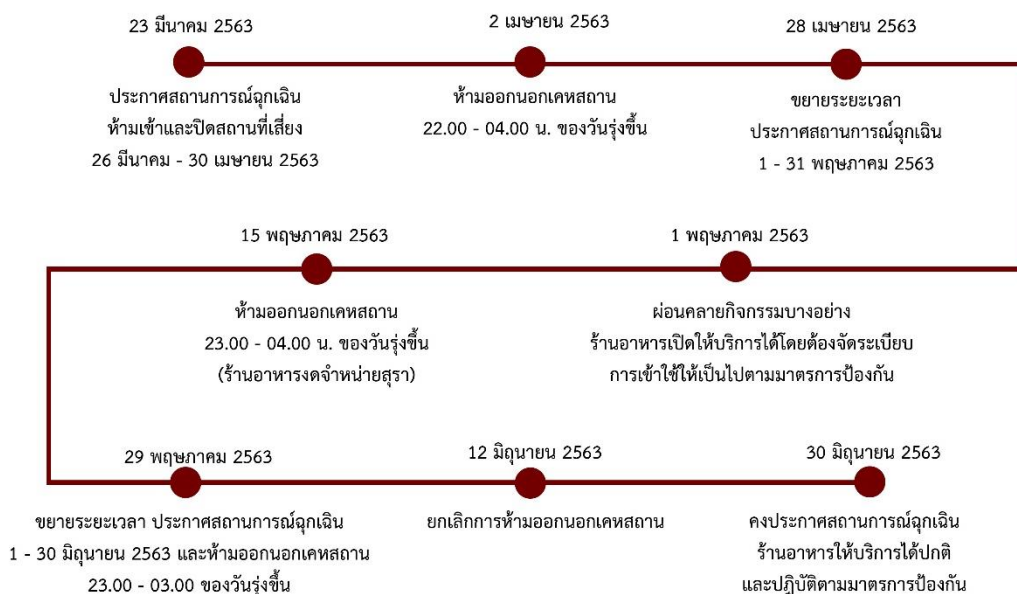 23 มีนาคม 2563
ประกาศสถานการณ์ฉุกเฉิน
ห้ามเข้าและปิดสถานที่เสี่ยง
26 มีนาคม - 30 เมษายน 2563
2 เมษายน 2563
ห้ามออกนอกเคหสถาน
22.00 - 04.00 น. ของวันรุ่งขึ้น
28 เมษายน 2563
ขยายระยะเวลา
ประกาศสถานการณ์ฉุกเฉิน
1 - 31 พฤษภาคม 2563
1 พฤษภาคม 2563
ผ่อนคลายกิจกรรมบางอย่าง
ร้านอาหารเปิดให้บริการได้โดยต้องจัดระเบียบ
การเข้าใช้ให้เป็นไปตามมาตรการป้องกัน
15 พฤษภาคม 2563
ห้ามออกนอกเคหสถาน
23.00 - 04.00 น. ของวันรุ่งขึ้น
(ร้านอาหารงดจำหน่ายสุรา)
29 พฤษภาคม 2563
ขยายระยะเวลา ประกาศสถานการณ์ฉุกเฉิน
1 - 30 มิถุนายน 2563 และห้ามออกนอกเคหสถาน
23.00 - 03.00 ของวันรุ่งขึ้น
12 มิถุนายน 2563
ยกเลิกการห้ามออกนอกเคหสถาน
30 มิถุนายน 2563
คงประกาศสถานการณ์ฉุกเฉิน
ร้านอาหารให้บริการได้ปกติ
และปฏิบัติตามมาตรการป้องกัน